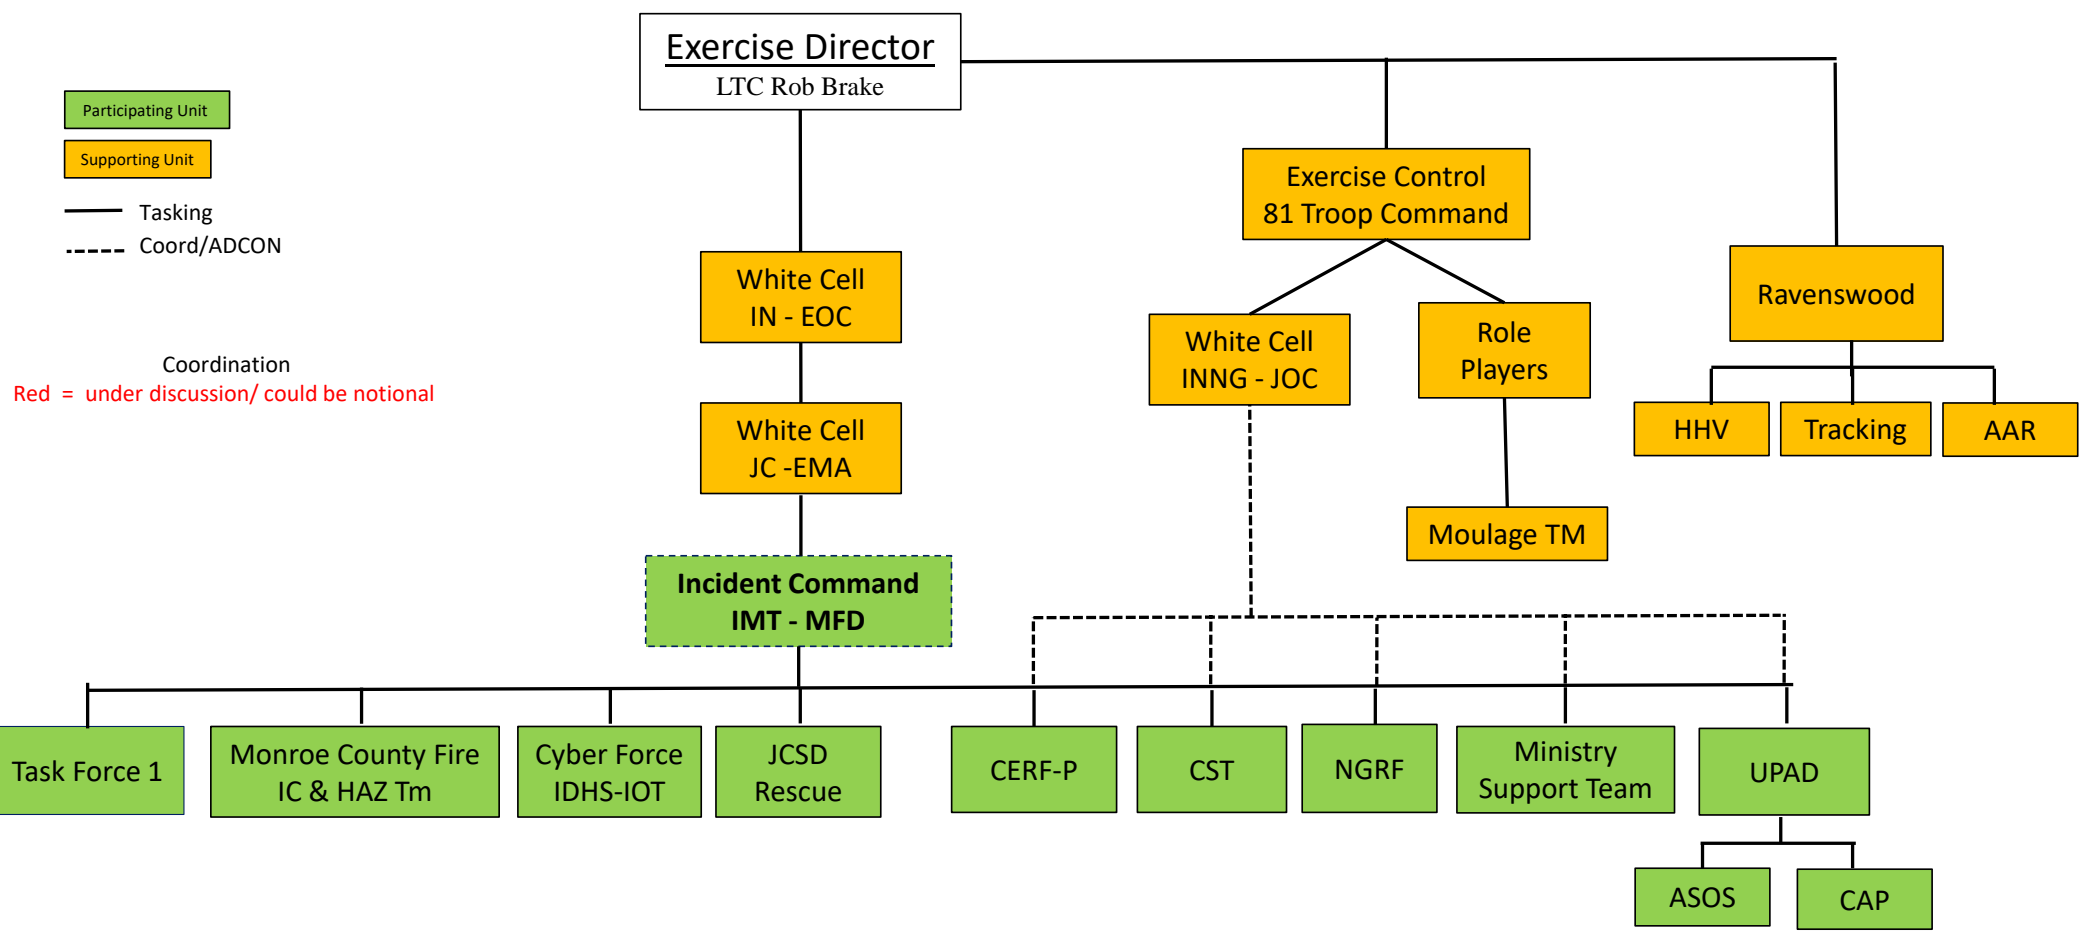 Exercise Director
LTC Rob Brake
Participating Unit
Supporting Unit
Tasking
Coord/ADCON
Coordination
Red = under discussion/ could be notional
Exercise Control
81 Troop Command
White Cell
IN - EOC
Ravenswood
White Cell
INNG - JOC
Role
Players
White Cell
JC -EMA
HHV
Tracking
AAR
Moulage TM
Incident Command
IMT - MFD
Task Force 1
Monroe County Fire
IC & HAZ Tm
Cyber Force
IDHS-IOT
JCSD
Rescue
CERF-P
CST
NGRF
Ministry
Support Team
UPAD
ASOS
CAP